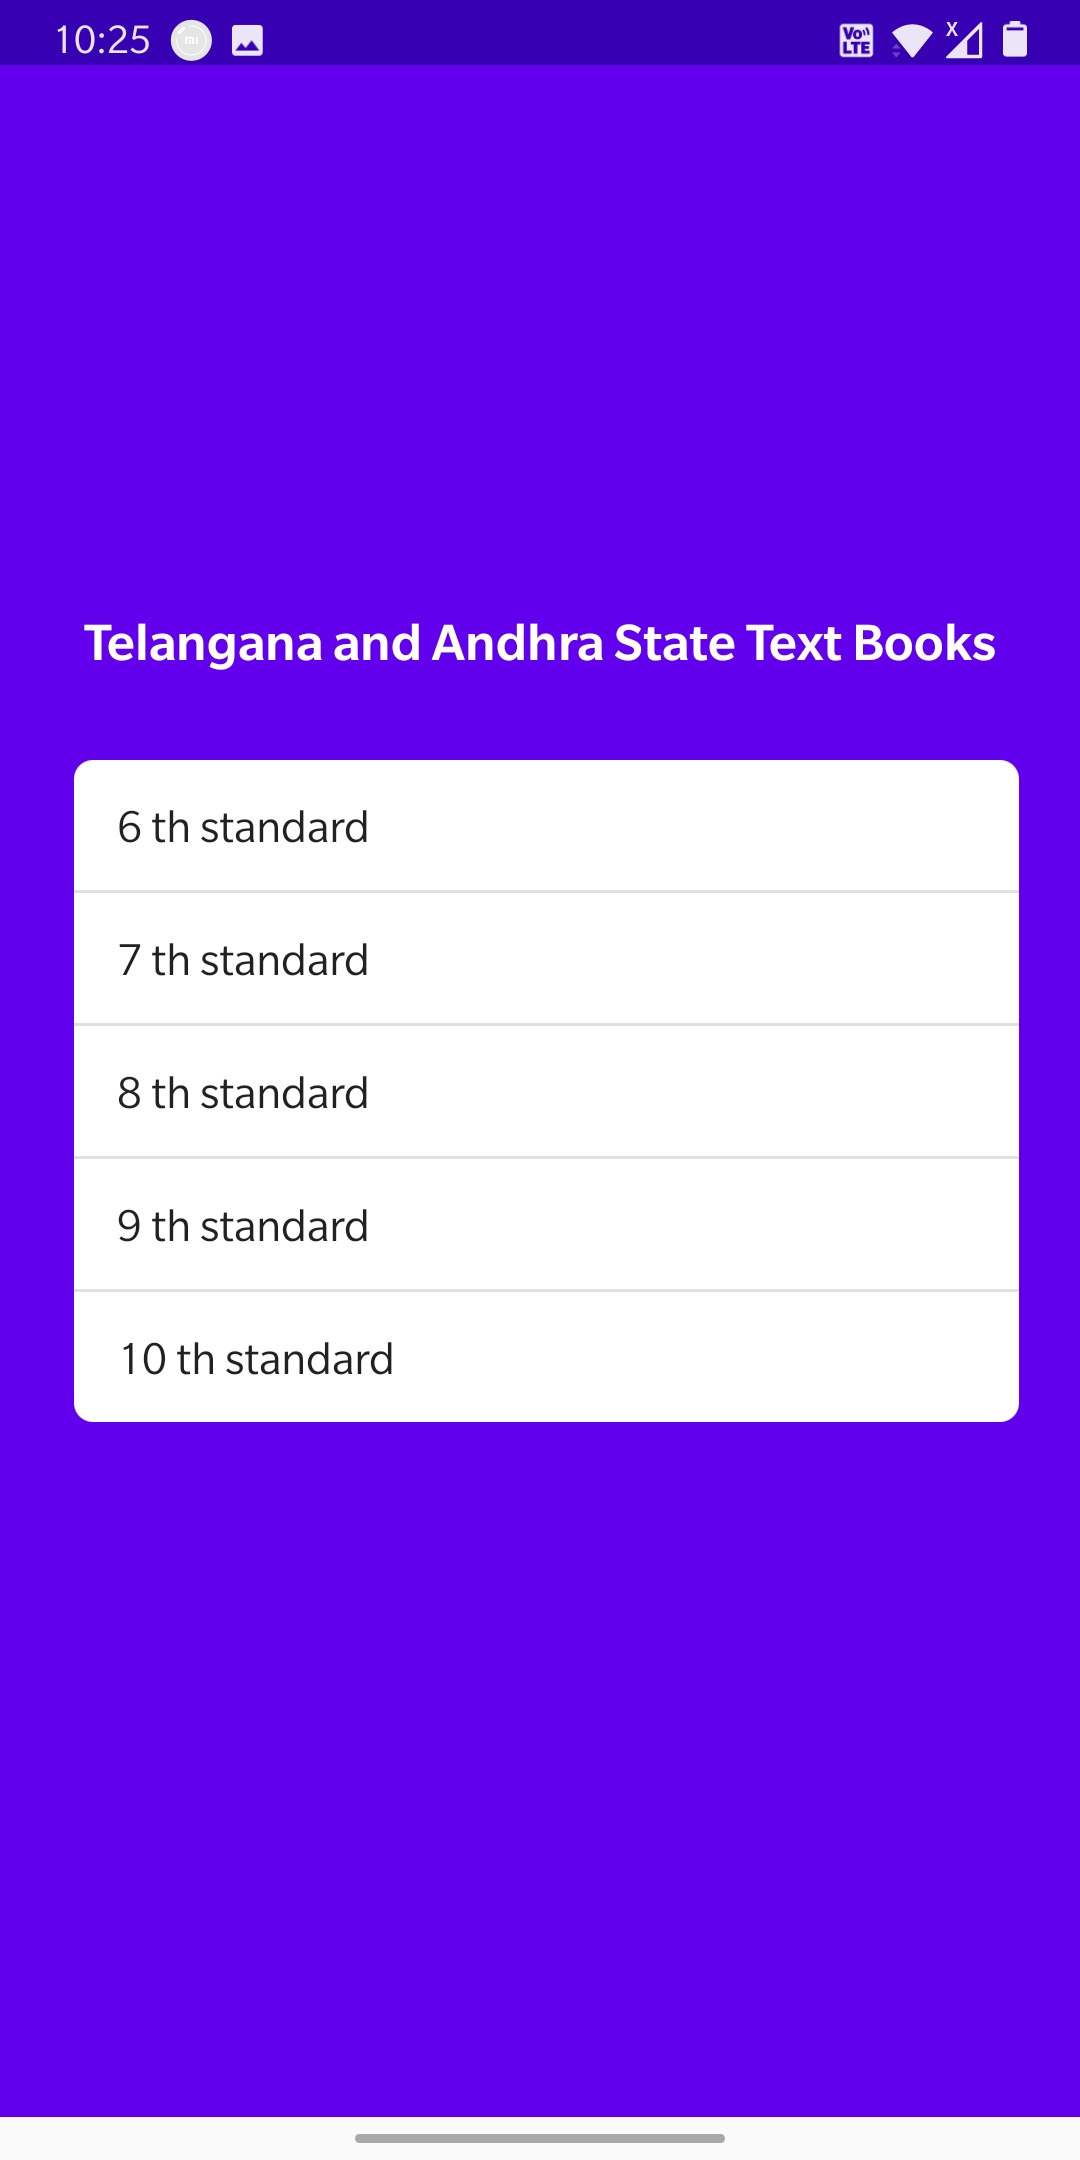 10:25
mi
Vo LTE
X
Telangana and Andhra State Text Books
6 th standard
7 th standard
8 th standard
9 th standard
10 th standard